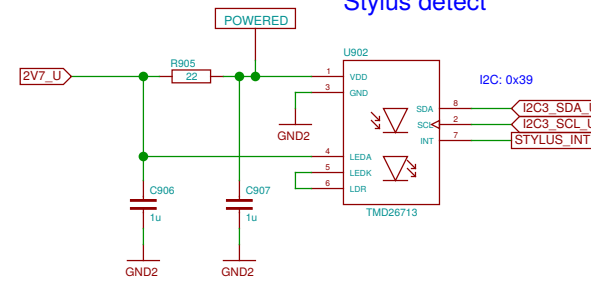 Stylus detect
POWERED
U902
R905
2V7_U
22
1
VDD
I2C: 0x39
3
GND
SDA
8
I2C3_SDA_U
SCL
2
I2C3_SCL_U
GND2
INT
7
STYLUS_INT
4
LEDA
5
LEDK
6
LDR
C906
C907
1u
1u
TMD26713
GND2
GND2